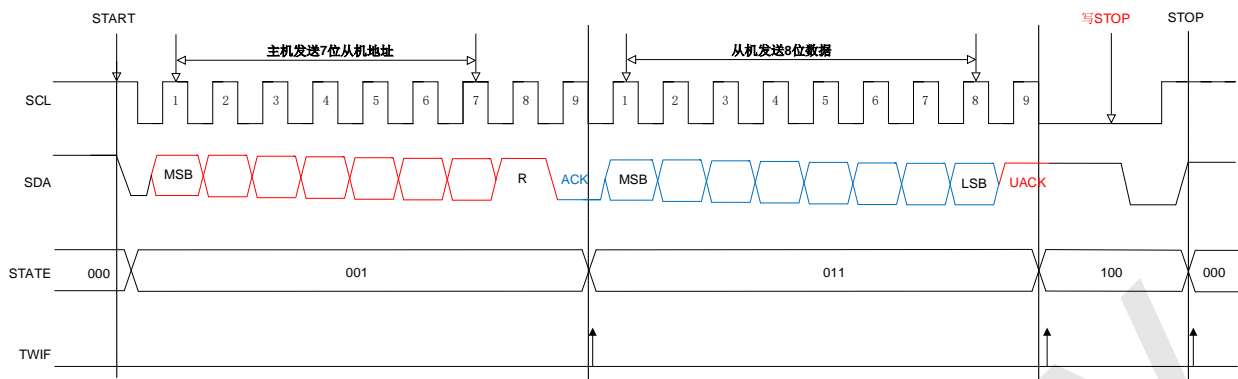 START 写STOP STOP
主机发送7位从机地址 从机发送8位数据
SCL 1 2 3 4 5 6 7 8 9 1 2 3 4 5 6 7 8 9
SDA MSB R ACK MSB LSB UACK
STATE 000 001 011 100 000
TWIF